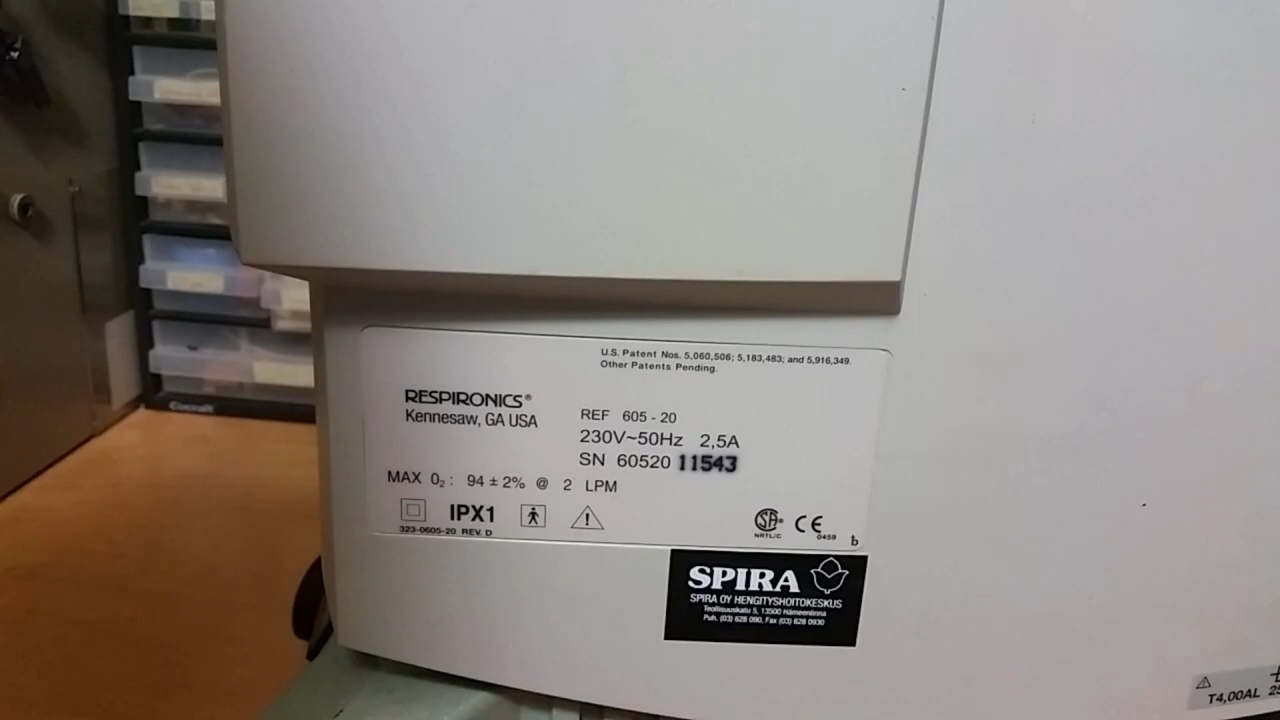 U.S. Patent Nos. 5,060,506; 5,183,483; and 5,916,349.
Other Patents Pending.
RESPIRONICS®
Kennesaw, GA USA
REF 605 - 20
230V~50Hz 2,5A
SN 60520 11543
MAX O₂: 94 ± 2% @ 2 LPM
IPX1
323-0605-20 REV. D
NRTL/C
CE
0459
b
SPIRA
SPIRA OY HENGITYSHOITOKESKUS
Teollisuuskatu 5, 13500 Hämeenlinna
Puh. (03) 628 090, Fax (03) 628 0930
T4,00AL